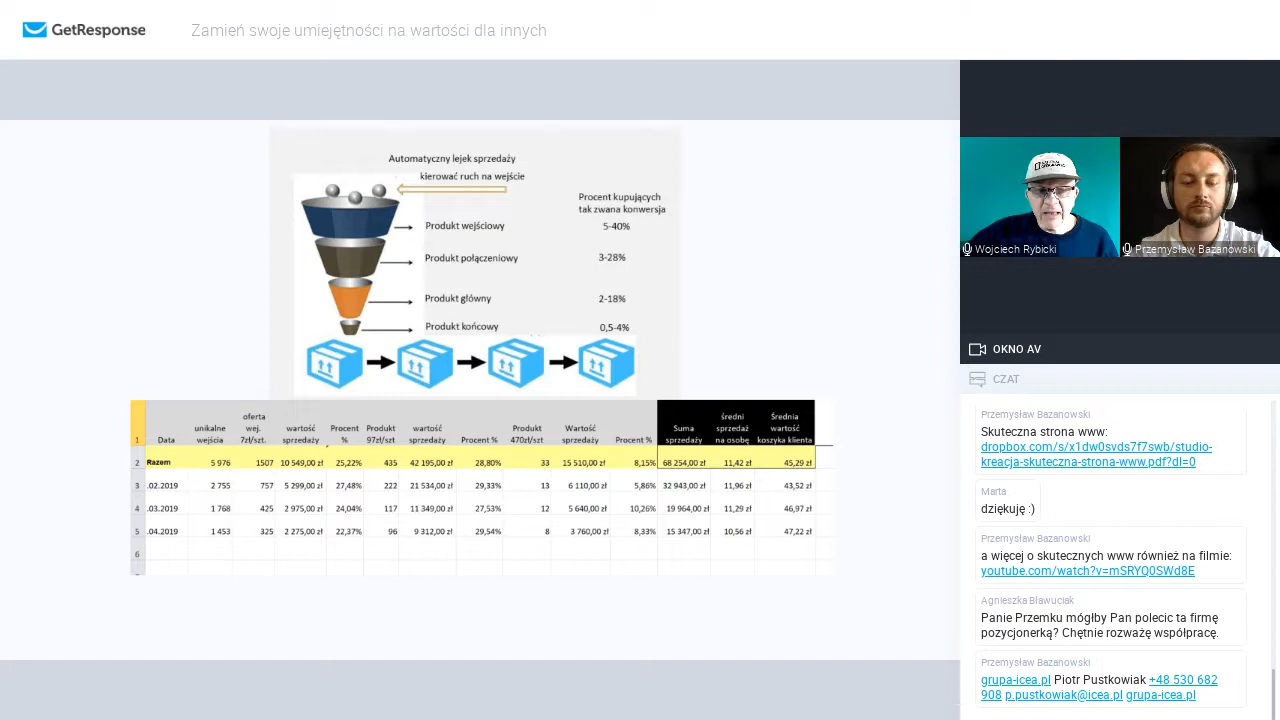 GetResponse
Zamień swoje umiejętności na wartości dla innych
Automatyczny lejek sprzedaży
kierować ruch na wejście
Procent kupujących
tak zwana konwersja
Produkt wejściowy 5-40%
Produkt połączeniowy 3-28%
Produkt główny 2-18%
Produkt końcowy 0,5-4%
1 Data unikalne wejścia oferta wej. 7zł/szt. wartość sprzedaży Procent % Produkt 97zł/szt wartość sprzedaży Procent % Produkt 470zł/szt Wartość sprzedaży Procent % Suma sprzedaży średni sprzedaż na osobę Średnia wartość koszyka klienta
2 Razem 5 976 1507 10 549,00 zł 25,22% 435 42 195,00 zł 28,80% 33 15 510,00 zł 8,15% 68 254,00 zł 11,42 zł 45,29 zł
3 .02.2019 2 755 757 5 299,00 zł 27,48% 222 21 534,00 zł 29,33% 13 6 110,00 zł 5,86% 32 943,00 zł 11,96 zł 43,52 zł
4 .03.2019 1 768 425 2 975,00 zł 24,04% 117 11 349,00 zł 27,53% 12 5 640,00 zł 10,26% 19 964,00 zł 11,29 zł 46,97 zł
5 .04.2019 1 453 325 2 275,00 zł 22,37% 96 9 312,00 zł 29,54% 8 3 760,00 zł 8,33% 15 347,00 zł 10,56 zł 47,22 zł
6
Wojciech Rybicki
Przemysław Bazanowski
OKNO AV
CZAT
Przemysław Bazanowski
Skuteczna strona www:
dropbox.com/s/x1dw0svds7f7swb/studio-
kreacja-skuteczna-strona-www.pdf?dl=0
Marta
dziękuję :)
Przemysław Bazanowski
a więcej o skutecznych www również na filmie:
youtube.com/watch?v=mSRYQ0SWd8E
Agnieszka Bławuciak
Panie Przemku mógłby Pan polecic ta firmę
pozycjonerką? Chętnie rozważę współpracę.
Przemysław Bazanowski
grupa-icea.pl Piotr Pustkowiak +48 530 682
908 p.pustkowiak@icea.pl grupa-icea.pl